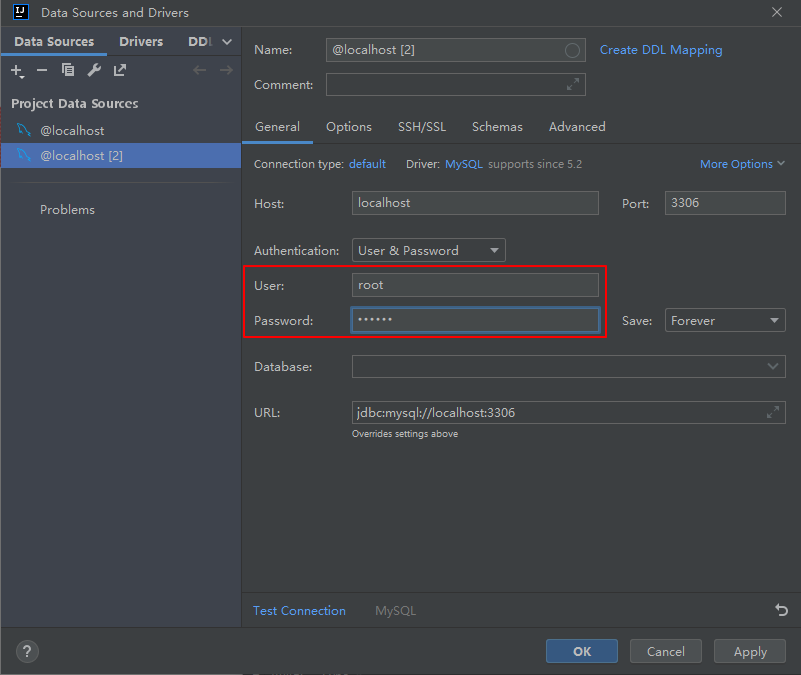 IJ Data Sources and Drivers
Data Sources Drivers DDL
Project Data Sources
@localhost
@localhost [2]
Problems
Name: @localhost [2] Create DDL Mapping
Comment:
General Options SSH/SSL Schemas Advanced
Connection type: default Driver: MySQL supports since 5.2 More Options
Host: localhost Port: 3306
Authentication: User & Password
User: root
Password: •••••• Save: Forever
Database:
URL: jdbc:mysql://localhost:3306
Overrides settings above
Test Connection MySQL
? OK Cancel Apply